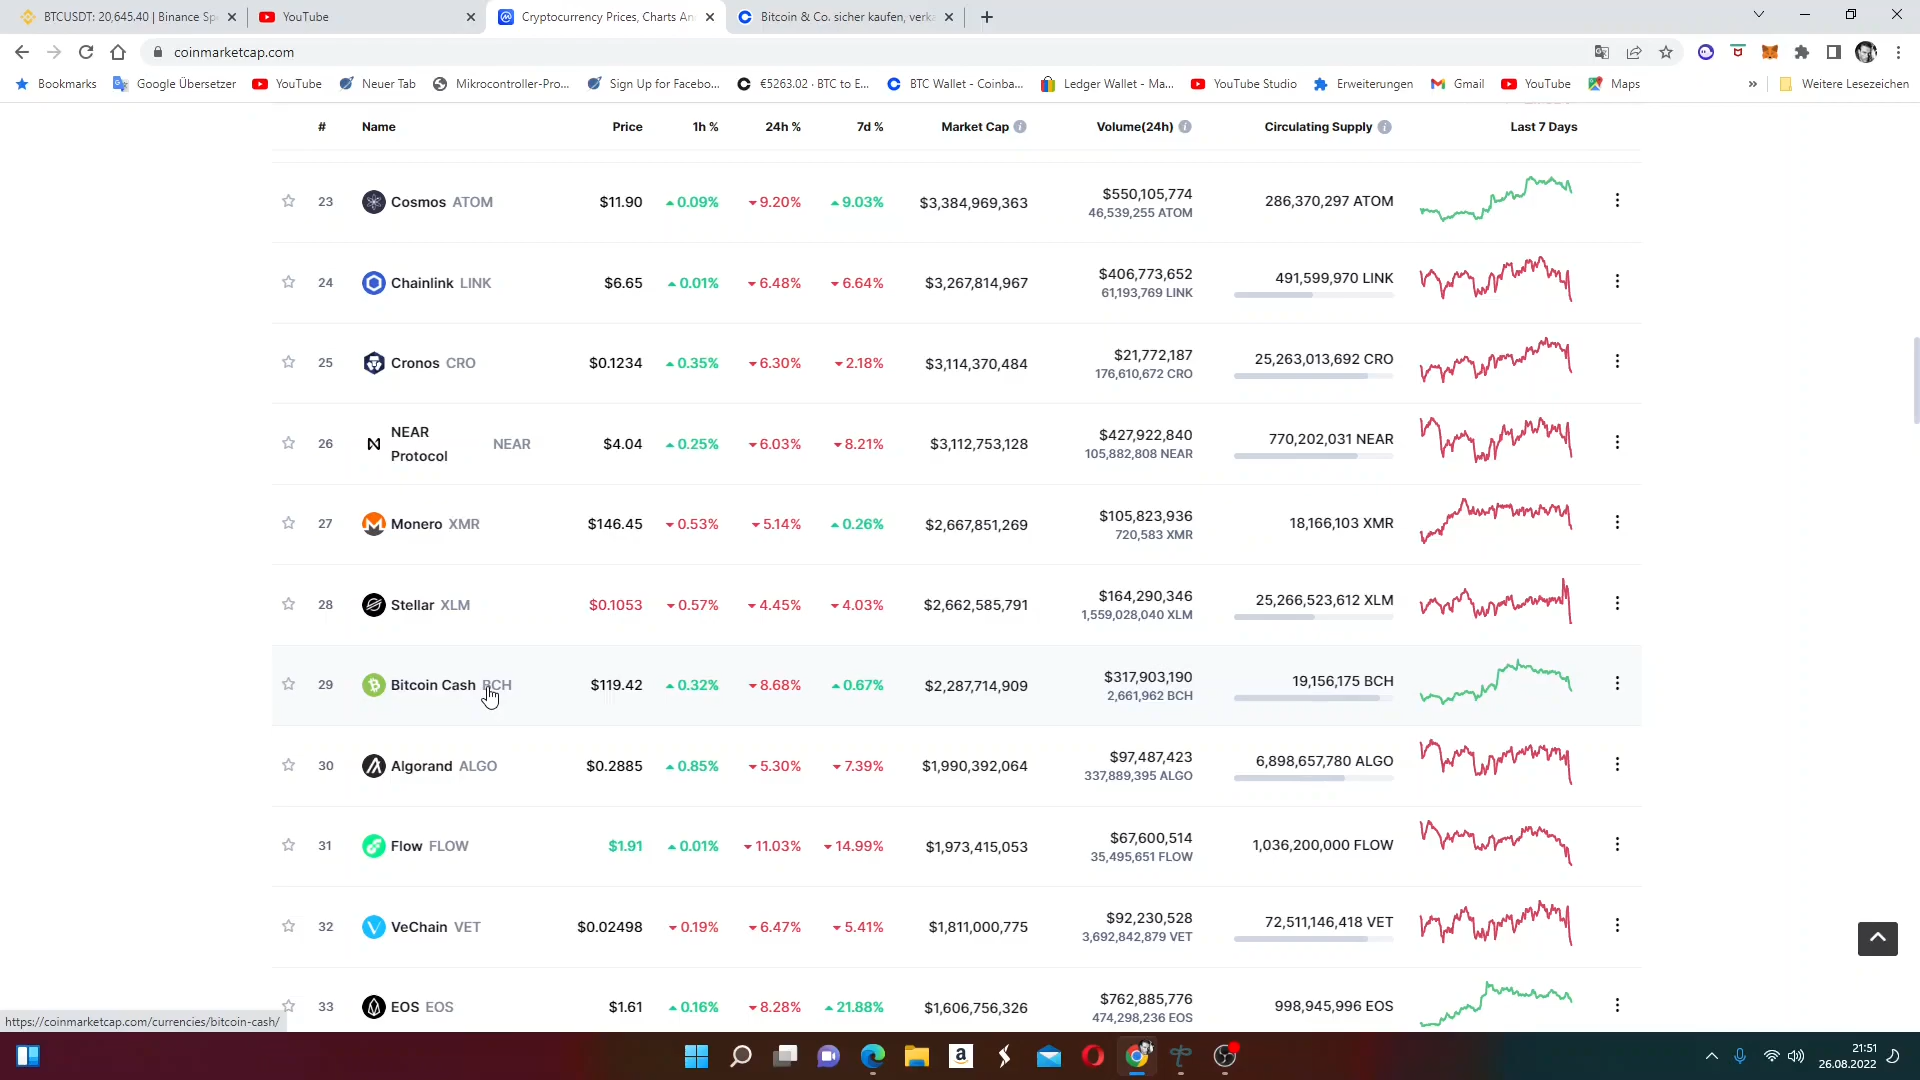 BTCUSDT: 20,645.40 | Binance Sp
YouTube
Cryptocurrency Prices, Charts An
Bitcoin & Co. sicher kaufen, verk
coinmarketcap.com
Bookmarks Google Übersetzer YouTube Neuer Tab Mikrocontroller-Pro... Sign Up for Facebo... €5263.02 · BTC to E... BTC Wallet - Coinba... Ledger Wallet - Ma... YouTube Studio Erweiterungen Gmail YouTube Maps » Weitere Lesezeichen
# Name Price 1h % 24h % 7d % Market Cap Volume(24h) Circulating Supply Last 7 Days
23 Cosmos ATOM $11.90 0.09% 9.20% 9.03% $3,384,969,363 $550,105,774 286,370,297 ATOM
46,539,255 ATOM
24 Chainlink LINK $6.65 0.01% 6.48% 6.64% $3,267,814,967 $406,773,652 491,599,970 LINK
61,193,769 LINK
25 Cronos CRO $0.1234 0.35% 6.30% 2.18% $3,114,370,484 $21,772,187 25,263,013,692 CRO
176,610,672 CRO
26 NEAR Protocol NEAR $4.04 0.25% 6.03% 8.21% $3,112,753,128 $427,922,840 770,202,031 NEAR
105,882,808 NEAR
27 Monero XMR $146.45 0.53% 5.14% 0.26% $2,667,851,269 $105,823,936 18,166,103 XMR
720,583 XMR
28 Stellar XLM $0.1053 0.57% 4.45% 4.03% $2,662,585,791 $164,290,346 25,266,523,612 XLM
1,559,028,040 XLM
29 Bitcoin Cash BCH $119.42 0.32% 8.68% 0.67% $2,287,714,909 $317,903,190 19,156,175 BCH
2,661,962 BCH
30 Algorand ALGO $0.2885 0.85% 5.30% 7.39% $1,990,392,064 $97,487,423 6,898,657,780 ALGO
337,889,395 ALGO
31 Flow FLOW $1.91 0.01% 11.03% 14.99% $1,973,415,053 $67,600,514 1,036,200,000 FLOW
35,495,651 FLOW
32 VeChain VET $0.02498 0.19% 6.47% 5.41% $1,811,000,775 $92,230,528 72,511,146,418 VET
3,692,842,879 VET
33 EOS EOS $1.61 0.16% 8.28% 21.88% $1,606,756,326 $762,885,776 998,945,996 EOS
474,298,236 EOS
https://coinmarketcap.com/currencies/bitcoin-cash/
21:51
26.08.2022